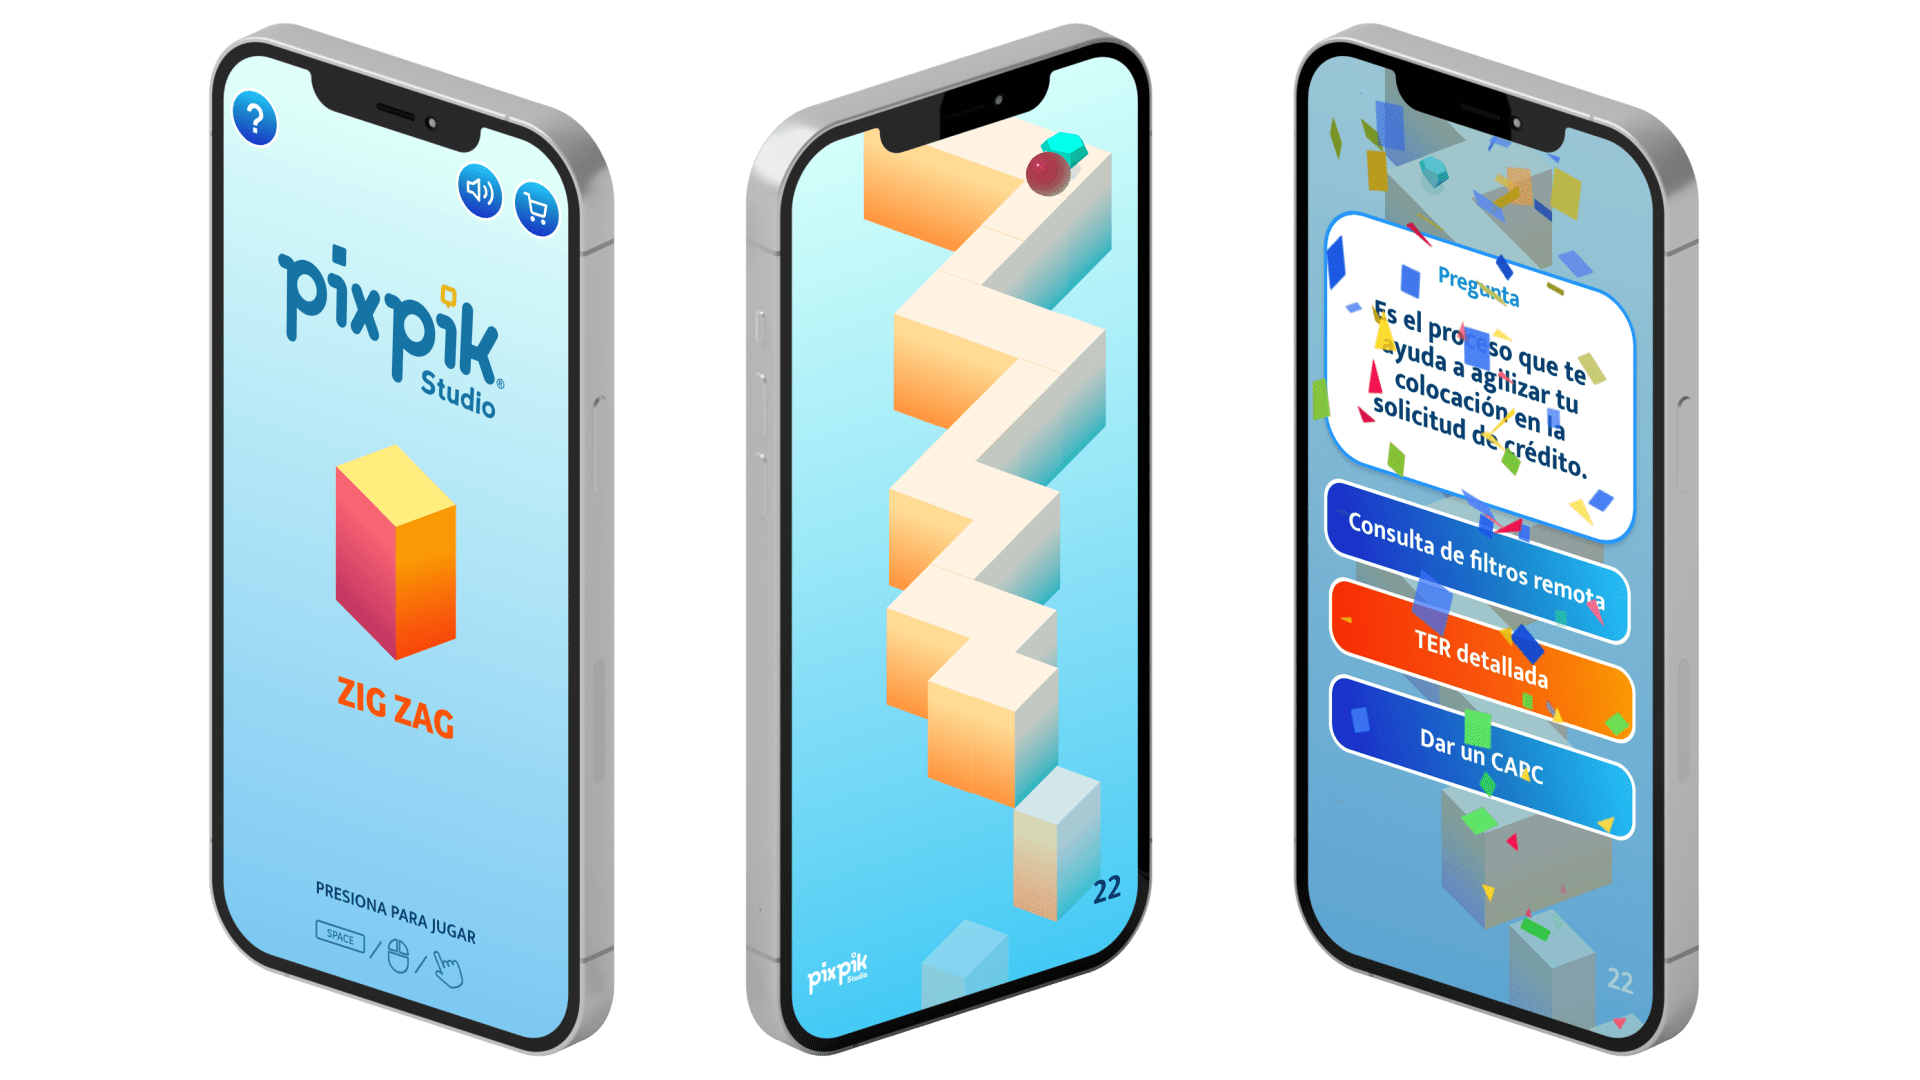 ?
pixpik®
Studio
ZIG ZAG
PRESIONA PARA JUGAR
SPACE / /
22
pixpik
Studio
Pregunta
Es el proceso que te
ayuda a agilizar tu
colocación en la
solicitud de crédito.
Consulta de filtros remota
TER detallada
Dar un CARC
22